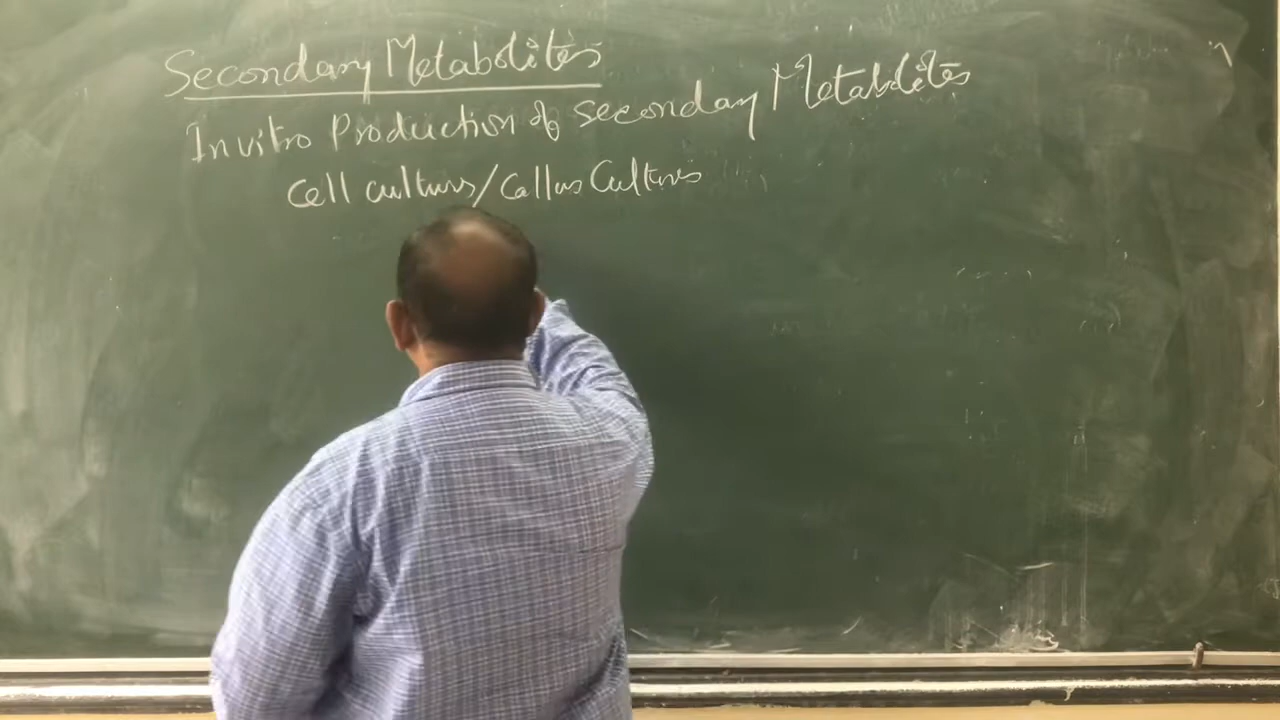 Secondary Metabolites
Invitro Production of secondary Metabolites
Cell cultures/Callus Cultures